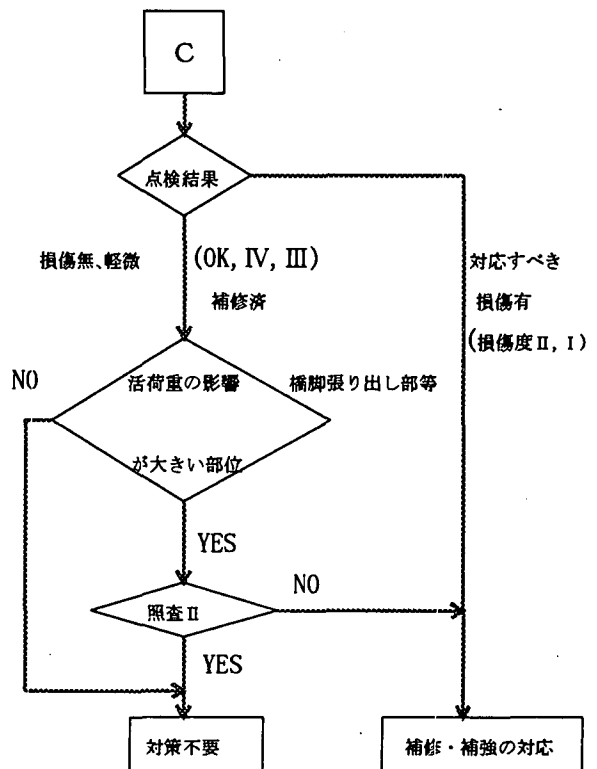 C
点検結果
損傷無、軽微
(OK, Ⅳ, Ⅲ)
補修済
対応すべき
損傷有
(損傷度Ⅱ, Ⅰ)
NO
活荷重の影響
橋脚張り出し部等
が大きい部位
YES
NO
照査Ⅱ
YES
対策不要
補修・補強の対応